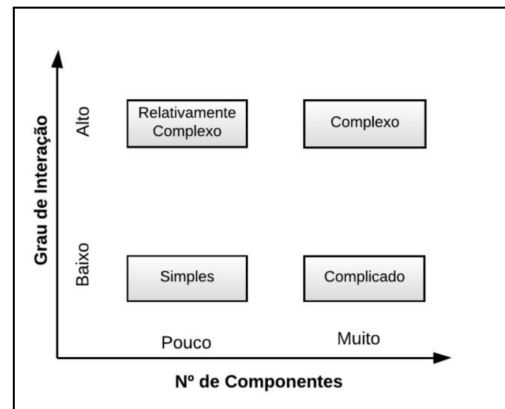 Grau de Interação
Alto
Baixo
Relativamente
Complexo
Complexo
Simples
Complicado
Pouco
Muito
Nº de Componentes